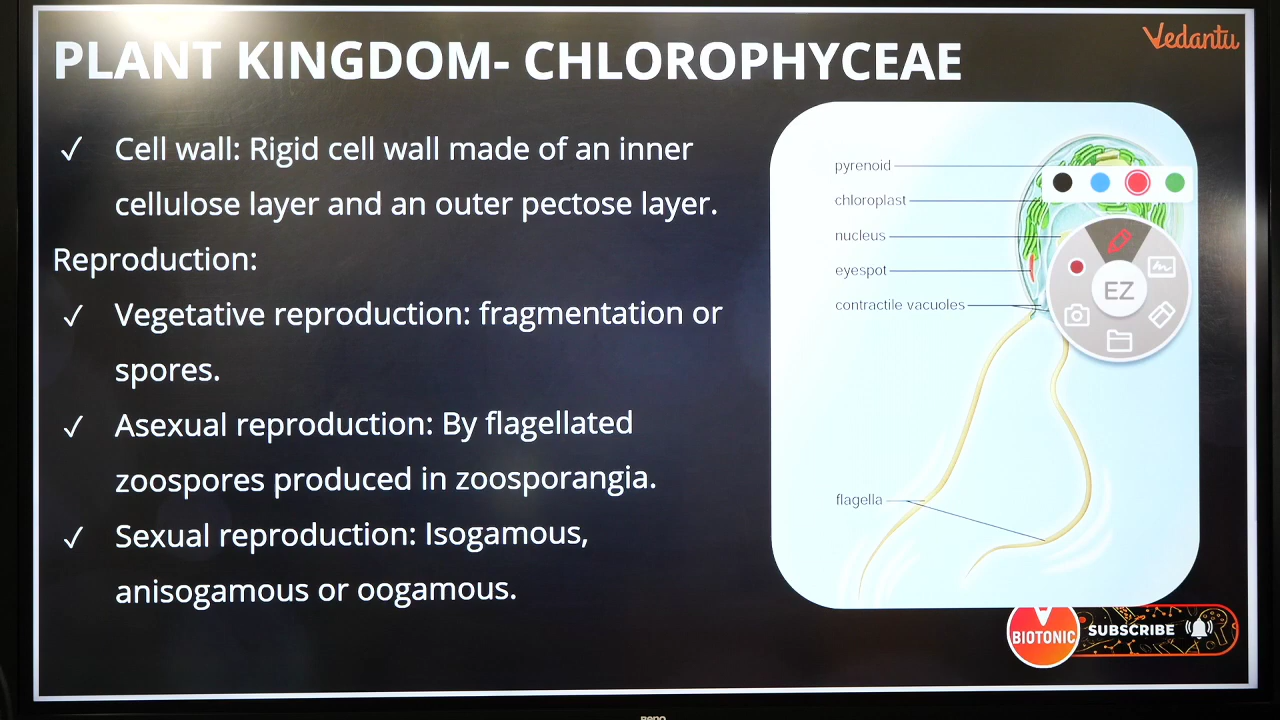 Vedantu
PLANT KINGDOM- CHLOROPHYCEAE
✓ Cell wall: Rigid cell wall made of an inner
cellulose layer and an outer pectose layer.
Reproduction:
✓ Vegetative reproduction: fragmentation or
spores.
✓ Asexual reproduction: By flagellated
zoospores produced in zoosporangia.
✓ Sexual reproduction: Isogamous,
anisogamous or oogamous.
pyrenoid
chloroplast
nucleus
eyespot
contractile vacuoles
flagella
EZ
BIOTONIC
SUBSCRIBE
BenQ